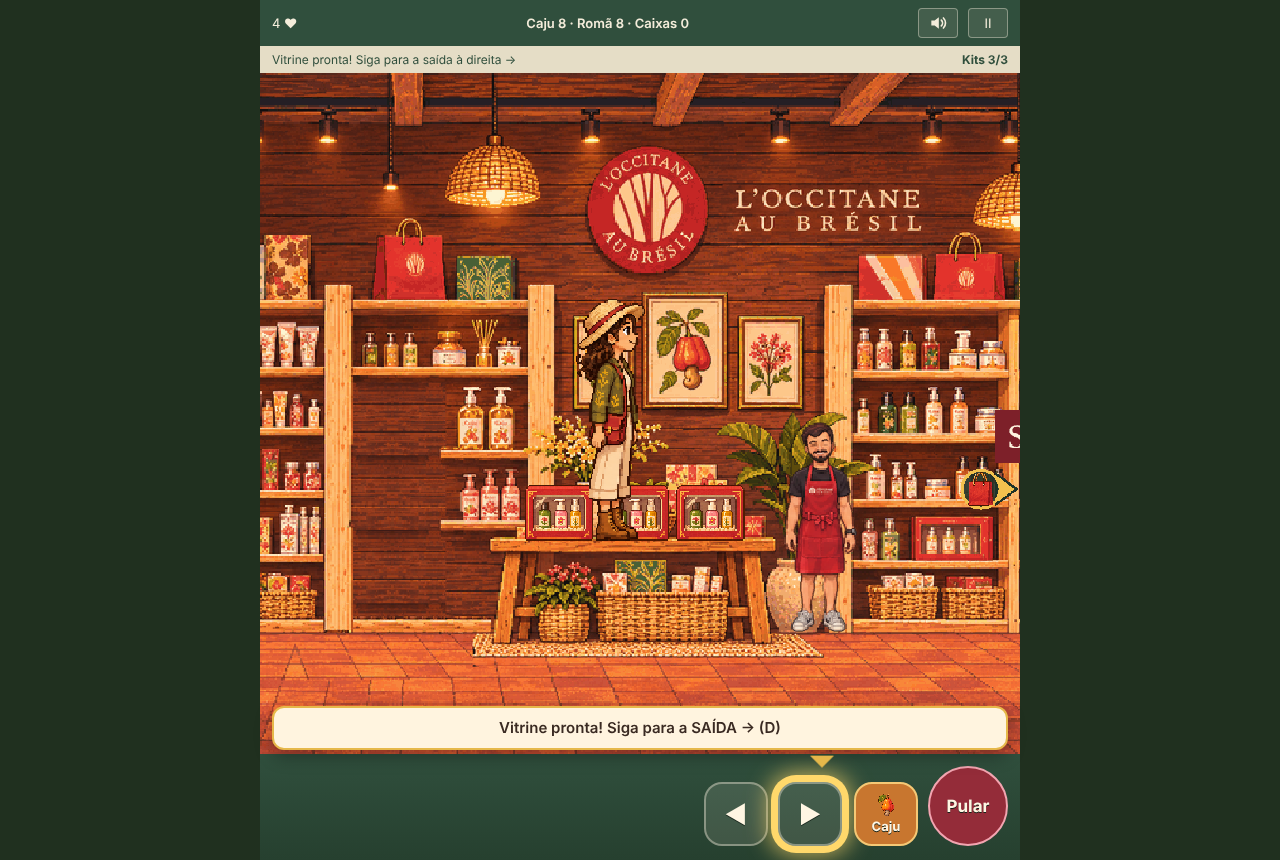 4
Caju 8 · Romã 8 · Caixas 0
Vitrine pronta! Siga para a saída à direita →
Kits 3/3
L'OCCITANE
AU BRÉSIL
L'OCCITANE
AU BRÉSIL
S
Vitrine pronta! Siga para a SAÍDA → (D)
Caju
Pular